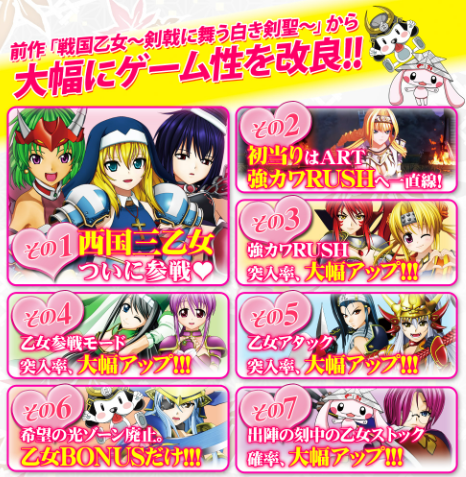 前作「戦国乙女〜剣戟に舞う白き剣聖〜」から
大幅にゲーム性を改良!!
その1
西国三乙女
ついに参戦♥
その2
初当りはART
強カワRUSHへ一直線!
その3
強カワRUSH
突入率、大幅アップ!!!
その4
乙女参戦モード
突入率、大幅アップ!!!
その5
乙女アタック
突入率、大幅アップ!!!
その6
希望の光ゾーン廃止。
乙女BONUSだけ!!!
その7
出陣の刻中の乙女ストック
確率、大幅アップ!!!